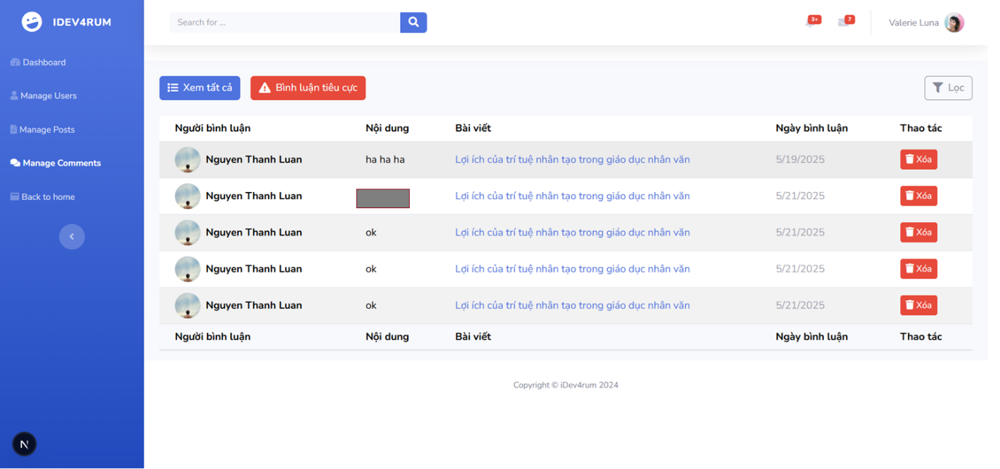 IDEV4RUM
Search for ...
3+
7
Valerie Luna
Dashboard
Manage Users
Manage Posts
Manage Comments
Back to home
Xem tất cả
Bình luận tiêu cực
Lọc
Người bình luận Nội dung Bài viết Ngày bình luận Thao tác
Nguyen Thanh Luan ha ha ha Lợi ích của trí tuệ nhân tạo trong giáo dục nhân văn 5/19/2025 Xóa
Nguyen Thanh Luan Lợi ích của trí tuệ nhân tạo trong giáo dục nhân văn 5/21/2025 Xóa
Nguyen Thanh Luan ok Lợi ích của trí tuệ nhân tạo trong giáo dục nhân văn 5/21/2025 Xóa
Nguyen Thanh Luan ok Lợi ích của trí tuệ nhân tạo trong giáo dục nhân văn 5/21/2025 Xóa
Nguyen Thanh Luan ok Lợi ích của trí tuệ nhân tạo trong giáo dục nhân văn 5/21/2025 Xóa
Người bình luận Nội dung Bài viết Ngày bình luận Thao tác
Copyright © iDev4rum 2024
N